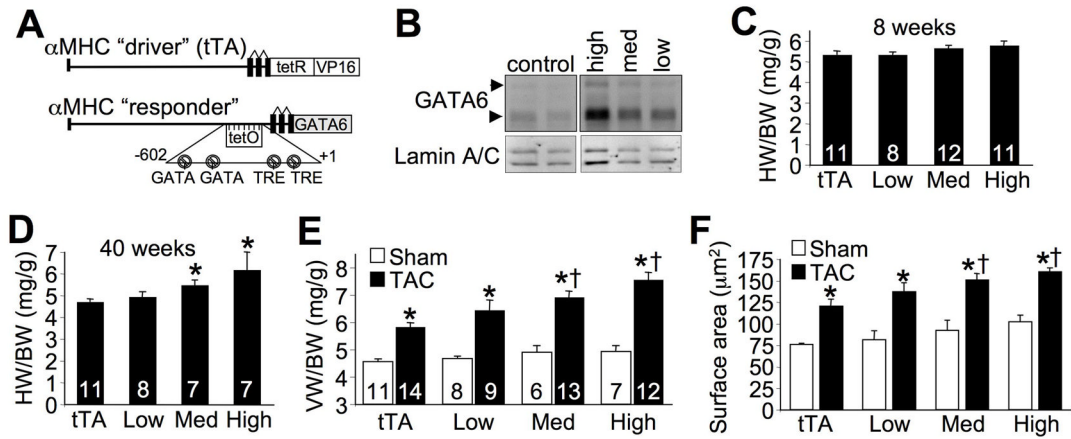 A
αMHC “driver” (tTA)
tetR VP16
αMHC “responder”
GATA6
tetO
-602 +1
GATA GATA TRE TRE
B
control high med low
GATA6
Lamin A/C
C
8 weeks
HW/BW (mg/g)
6
5
4
3
2
1
0
11 8 12 11
tTA Low Med High
D
40 weeks
HW/BW (mg/g)
7
6
5
4
3
2
1
0
* *
11 8 7 7
tTA Low Med High
E
Sham
TAC
VW/BW (mg/g)
8
7
6
5
4
3
* * *† *†
11 14 8 9 6 13 7 12
tTA Low Med High
F
Sham
TAC
Surface area (µm²)
175
150
125
100
75
50
25
0
* * *† *†
tTA Low Med High